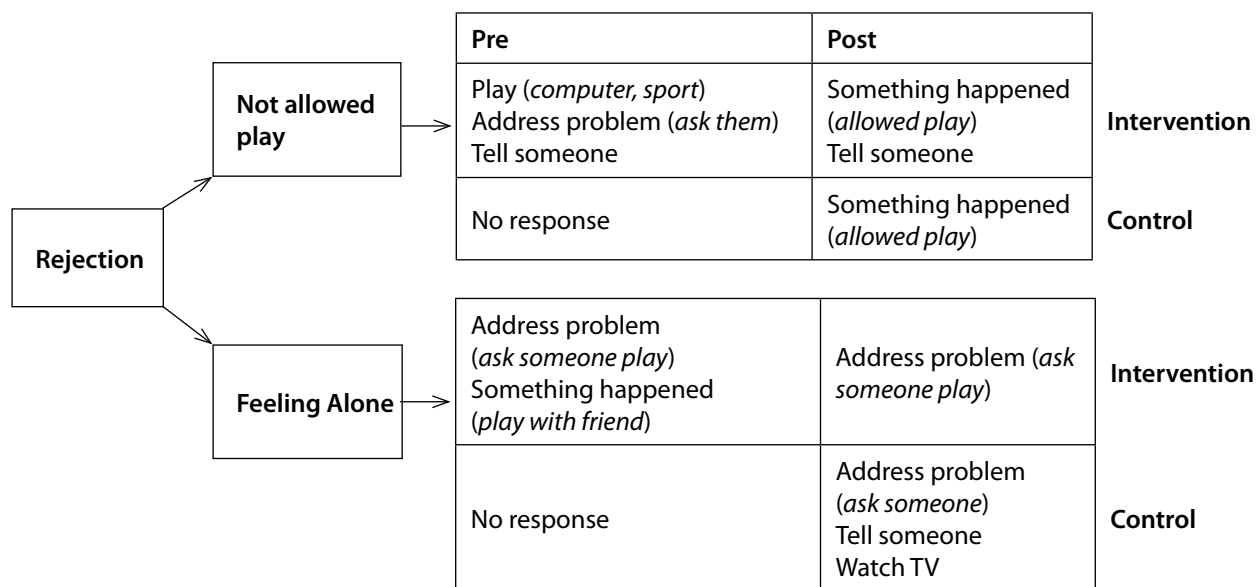 Pre
Post
Not allowed
play
Play (computer, sport)
Address problem (ask them)
Tell someone
Something happened
(allowed play)
Tell someone
Intervention
No response
Something happened
(allowed play)
Control
Rejection
Feeling Alone
Address problem
(ask someone play)
Something happened
(play with friend)
Address problem (ask
someone play)
Intervention
No response
Address problem
(ask someone)
Tell someone
Watch TV
Control